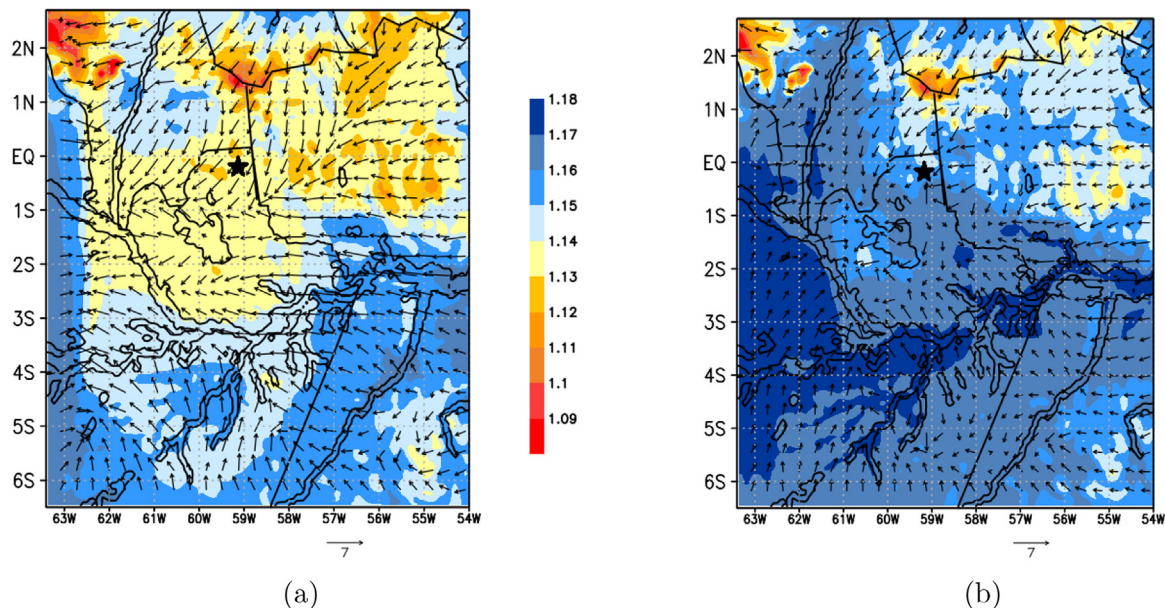 2N
1N
EQ
1S
2S
3S
4S
5S
6S
63W 62W 61W 60W 59W 58W 57W 56W 55W 54W
7
(a)
1.18
1.17
1.16
1.15
1.14
1.13
1.12
1.11
1.1
1.09
2N
1N
EQ
1S
2S
3S
4S
5S
6S
63W 62W 61W 60W 59W 58W 57W 56W 55W 54W
7
(b)